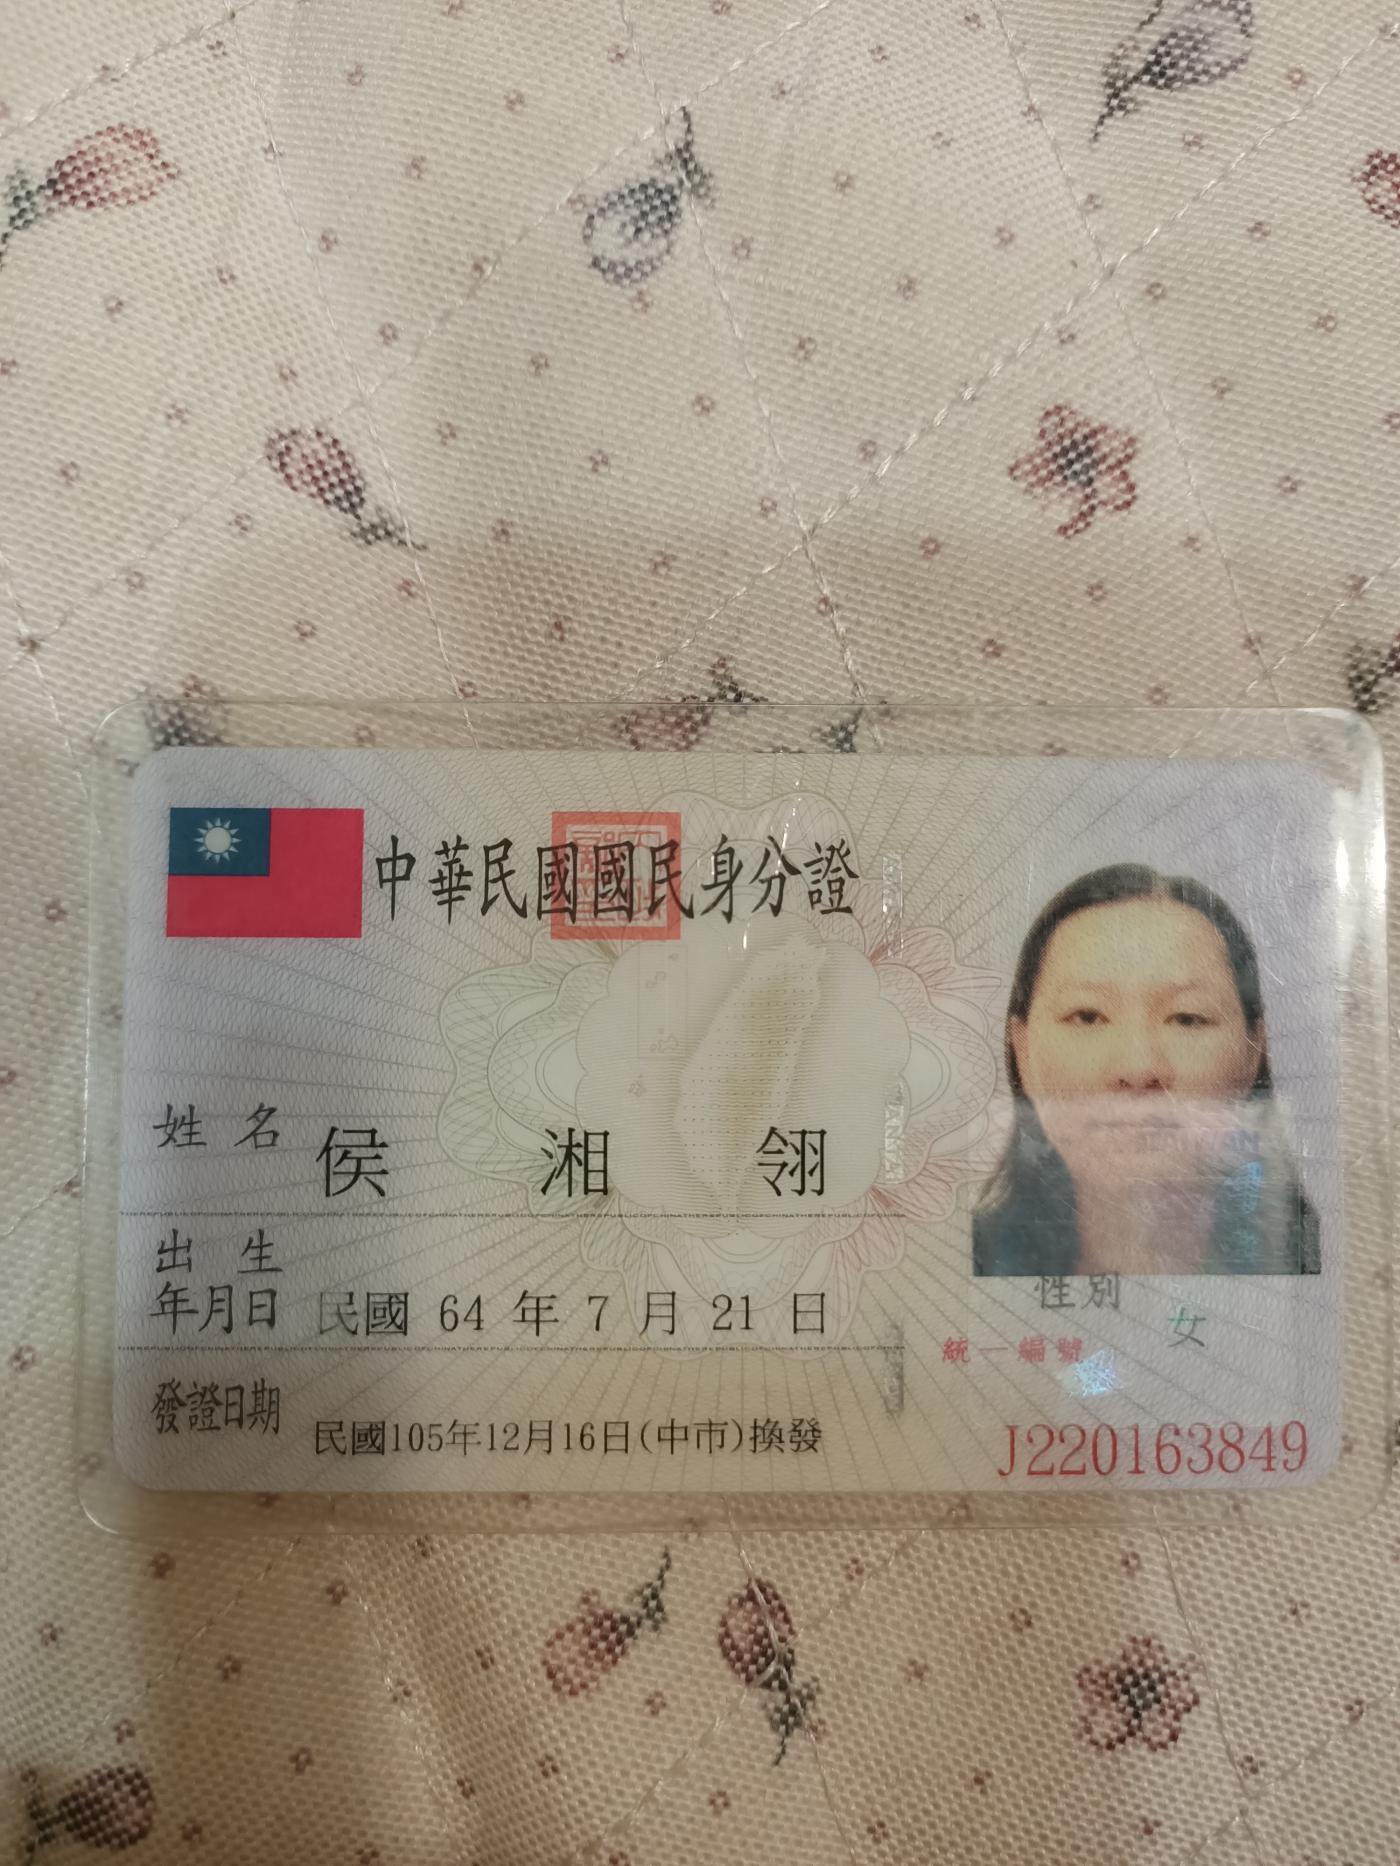 中華民國國民身分證
姓名 侯湘翎
出生年月日 民國 64 年 7 月 21 日
發證日期 民國105年12月16日(中市)換發
性別 女
統一編號
J220163849